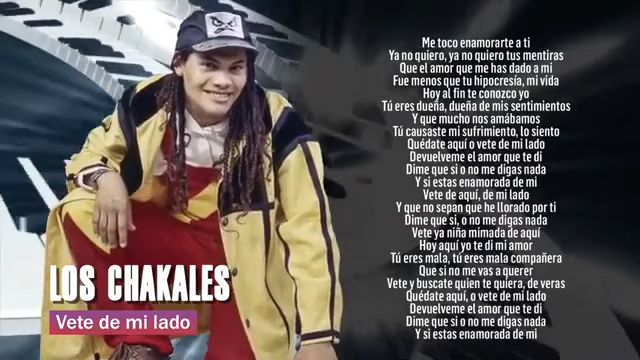 LOS CHAKALES
Vete de mi lado
Me toco enamorarte a ti
Ya no quiero, ya no quiero tus mentiras
Que el amor que me has dado a mi
Fue menos que tu hipocresía, mi vida
Hoy al fin te conozco yo
Tú eres dueña, dueña de mis sentimientos
Y que mucho nos amábamos
Tú causaste mi sufrimiento, lo siento
Quédate aquí o vete de mi lado
Devuelveme el amor que te di
Dime que si o no me digas nada
Y si estas enamorada de mi
Vete de aquí, de mi lado
Y que no sepan que he llorado por ti
Dime que si, o no me digas nada
Vete ya niña mimada de aquí
Hoy aquí yo te di mi amor
Tú eres mala, tú eres mala compañera
Que si no me vas a querer
Vete y buscate quien te quiera, de veras
Quédate aquí, o vete de mi lado
Devuelveme el amor que te di
Dime que si o no me digas nada
Y si estas enamorada de mi